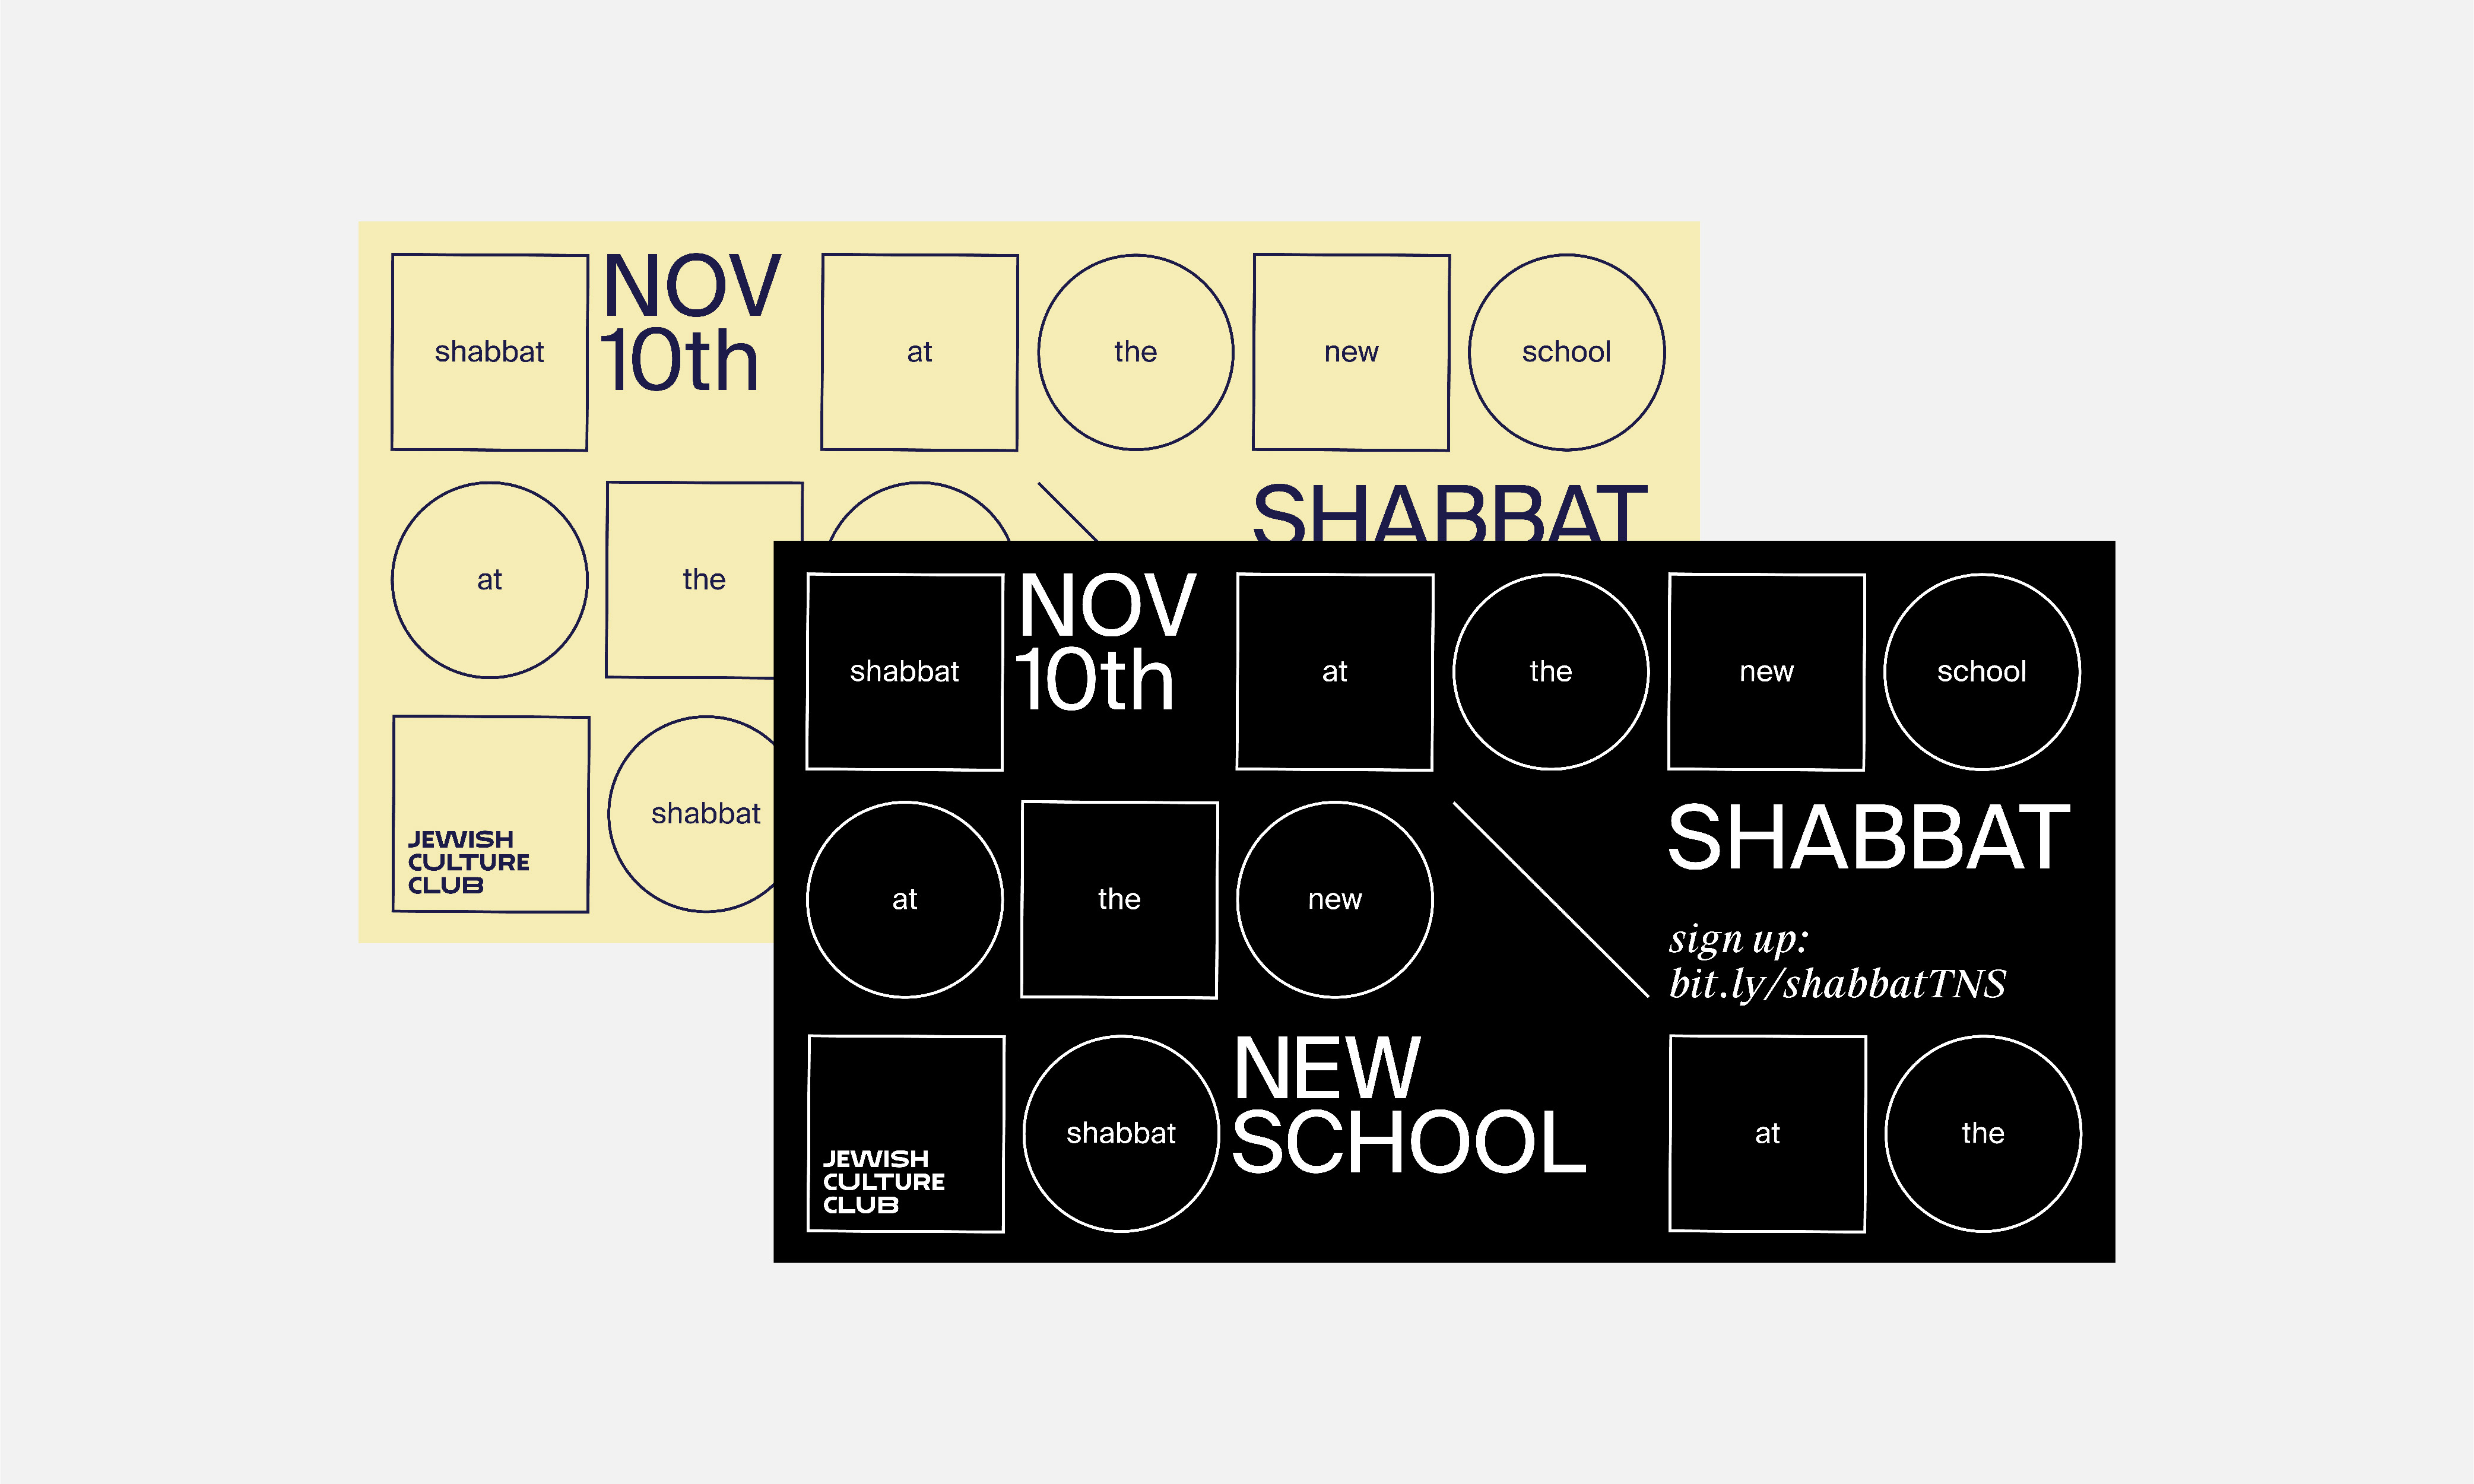 shabbat
NOV
10th
at
the
new
school
at
the
SHABBAT
JEWISH
CULTURE
CLUB
shabbat
shabbat
NOV
10th
at
the
new
school
at
the
new
SHABBAT
sign up:
bit.ly/shabbatTNS
JEWISH
CULTURE
CLUB
shabbat
NEW
SCHOOL
at
the